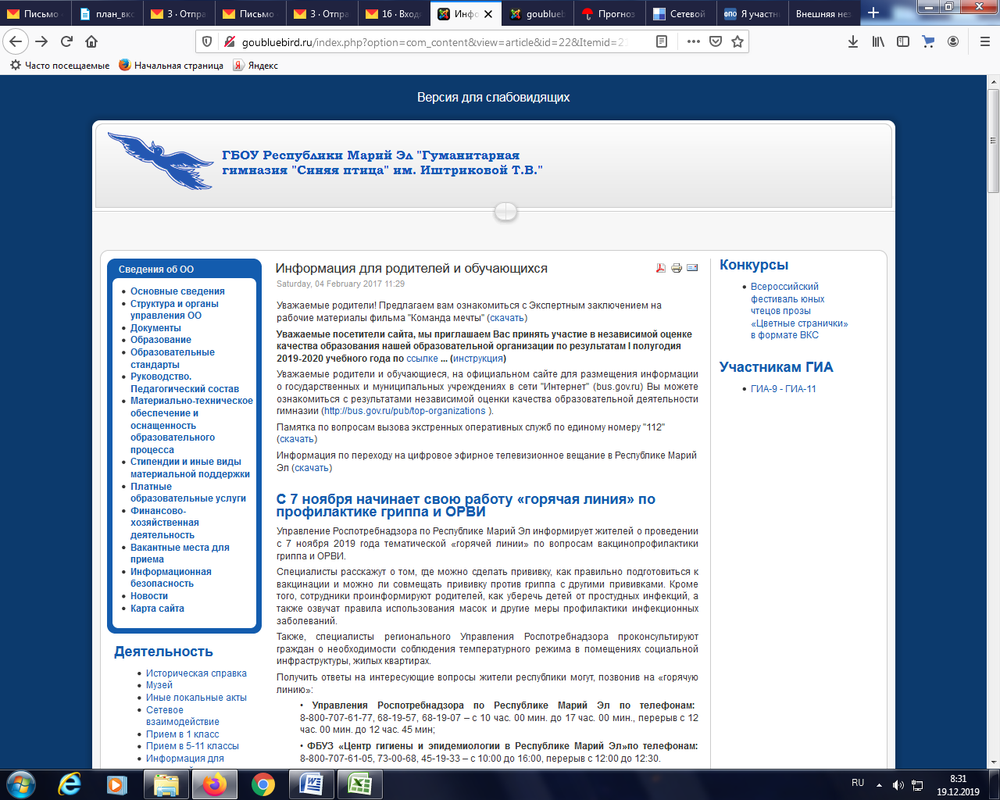 Письмо
план_вкс
3 · Отпра
Письмо
3 · Отпра
16 · Входя
Инфо
goublueb
Прогноз
Сетевой
Я участн
Внешняя нез
goubluebird.ru/index.php?option=com_content&view=article&id=22&Itemid=2
Часто посещаемые
Начальная страница
Яндекс
Версия для слабовидящих
ГБОУ Республики Марий Эл "Гуманитарная
гимназия "Синяя птица" им. Иштриковой Т.В."
Сведения об ОО
Основные сведения
Структура и органы
управления ОО
Документы
Образование
Образовательные
стандарты
Руководство.
Педагогический состав
Материально-техническое
обеспечение и
оснащенность
образовательного
процесса
Стипендии и иные виды
материальной поддержки
Платные
образовательные услуги
Финансово-
хозяйственная
деятельность
Вакантные места для
приема
Информационная
безопасность
Новости
Карта сайта
Деятельность
Историческая справка
Музей
Иные локальные акты
Сетевое
взаимодействие
Прием в 1 класс
Прием в 5-11 классы
Информация для
Информация для родителей и обучающихся
Saturday, 04 February 2017 11:29
Уважаемые родители! Предлагаем вам ознакомиться с Экспертным заключением на
рабочие материалы фильма "Команда мечты" (скачать)
Уважаемые посетители сайта, мы приглашаем Вас принять участие в независимой оценке
качества образования нашей образовательной организации по результатам I полугодия
2019-2020 учебного года по ссылке ... (инструкция)
Уважаемые родители и обучающиеся, на официальном сайте для размещения информации
о государственных и муниципальных учреждениях в сети "Интернет" (bus.gov.ru) Вы можете
ознакомиться с результатами независимой оценки качества образовательной деятельности
гимназии (http://bus.gov.ru/pub/top-organizations ).
Памятка по вопросам вызова экстренных оперативных служб по единому номеру "112"
(скачать)
Информация по переходу на цифровое эфирное телевизионное вещание в Республике Марий
Эл (скачать)
С 7 ноября начинает свою работу «горячая линия» по
профилактике гриппа и ОРВИ
Управление Роспотребнадзора по Республике Марий Эл информирует жителей о проведении
с 7 ноября 2019 года тематической «горячей линии» по вопросам вакцинопрофилактики
гриппа и ОРВИ.
Специалисты расскажут о том, где можно сделать прививку, как правильно подготовиться к
вакцинации и можно ли совмещать прививку против гриппа с другими прививками. Кроме
того, сотрудники проинформируют родителей, как уберечь детей от простудных инфекций, а
также озвучат правила использования масок и другие меры профилактики инфекционных
заболеваний.
Также, специалисты регионального Управления Роспотребнадзора проконсультируют
граждан о необходимости соблюдения температурного режима в помещениях социальной
инфраструктуры, жилых квартирах.
Получить ответы на интересующие вопросы жители республики могут, позвонив на «горячую
линию»:
• Управления Роспотребнадзора по Республике Марий Эл по телефонам:
8-800-707-61-77, 68-19-57, 68-19-07 – с 10 час. 00 мин. до 17 час. 00 мин., перерыв с 12
час. 00 мин. до 12 час. 45 мин;
• ФБУЗ «Центр гигиены и эпидемиологии в Республике Марий Эл»по телефонам:
8-800-707-61-05, 73-00-68, 45-19-33 – с 10:00 до 16:00, перерыв с 12:00 до 12:30.
Конкурсы
Всероссийский
фестиваль юных
чтецов прозы
«Цветные странички»
в формате ВКС
Участникам ГИА
ГИА-9 - ГИА-11
RU
8:31
19.12.2019